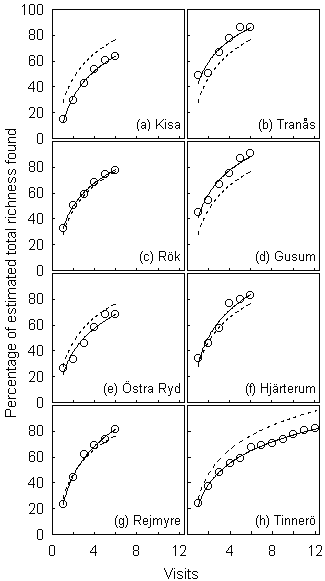 Percentage of estimated total richness found
100
80
60
40
20
0
(a) Kisa
(b) Tranås
80
60
40
20
0
(c) Rök
(d) Gusum
80
60
40
20
0
(e) Östra Ryd
(f) Hjärterum
80
60
40
20
0
(g) Rejmyre
(h) Tinnerö
0 4 8 12 0 4 8 12
Visits